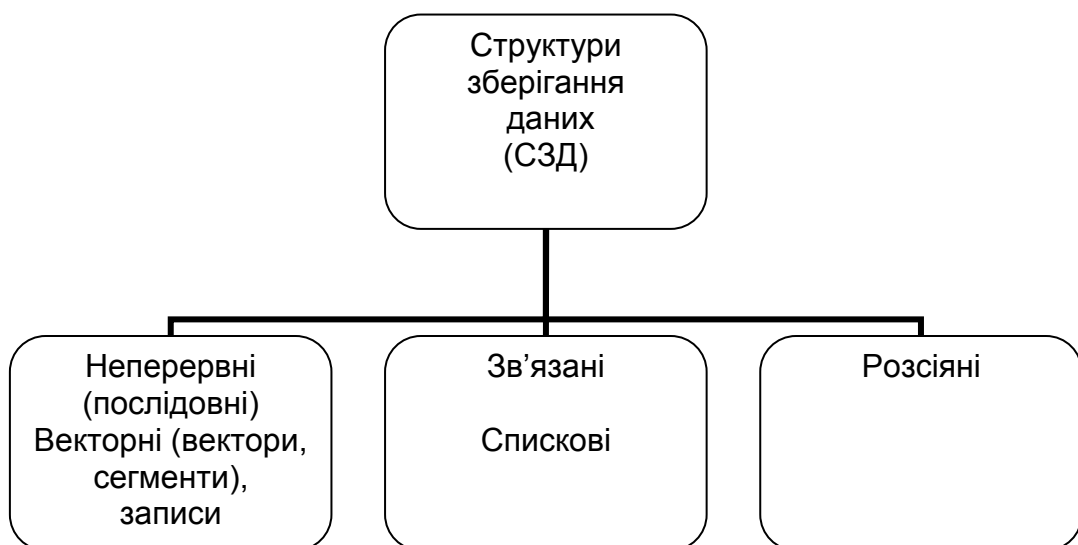 Структури
зберігання
даних
(СЗД)
Неперервні
(послідовні)
Векторні (вектори,
сегменти),
записи
Зв’язані
Спискові
Розсіяні